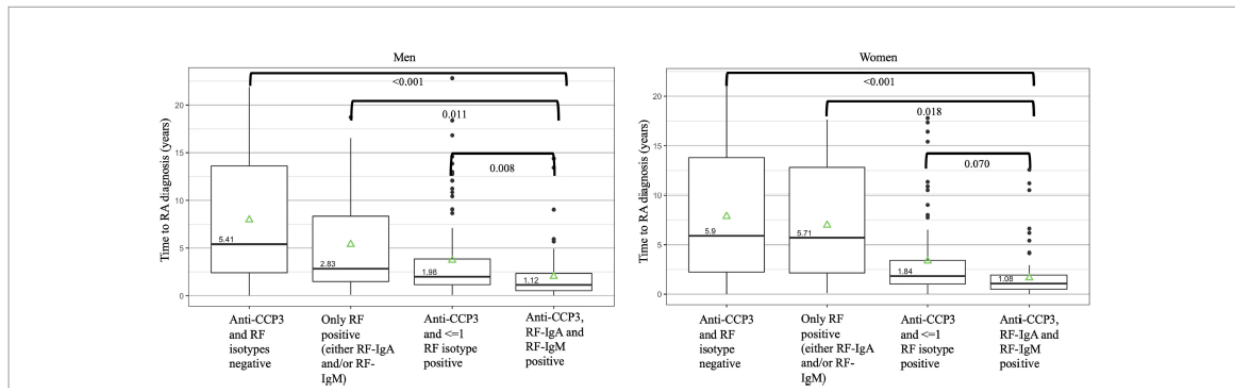 Men
Time to RA diagnosis (years)
20
15
10
5
0
<0.001
0.011
0.008
5.41
2.83
1.98
1.12
Anti-CCP3
and RF
isotypes
negative
Only RF
positive
(either RF-IgA
and/or RF-
IgM)
Anti-CCP3
and <=1
RF isotype
positive
Anti-CCP3,
RF-IgA and
RF-IgM
positive
Women
Time to RA diagnosis (years)
20
15
10
5
0
<0.001
0.018
0.070
5.9
5.71
1.84
1.08
Anti-CCP3
and RF
isotype
negative
Only RF
positive
(either RF-IgA
and/or RF-
IgM)
Anti-CCP3
and <=1
RF isotype
positive
Anti-CCP3,
RF-IgA and
RF-IgM
positive